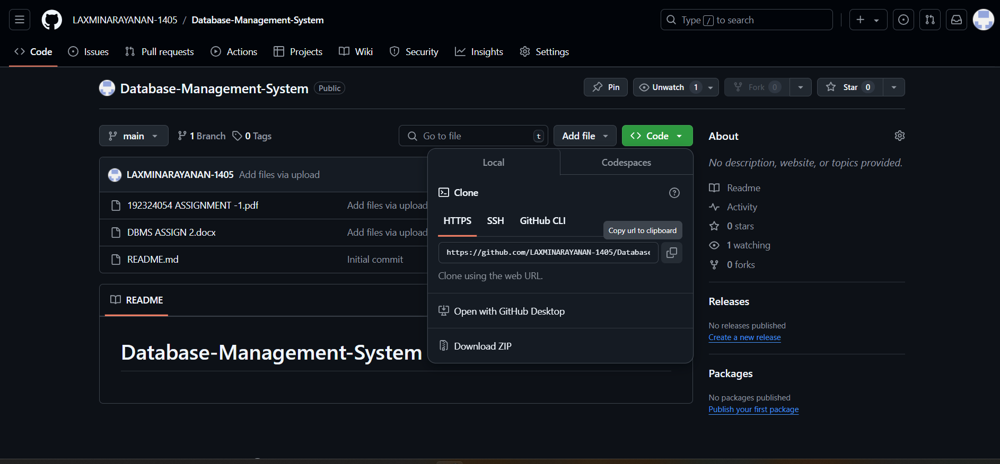 LAXMINARAYANAN-1405 / Database-Management-System
Type / to search
Code Issues Pull requests Actions Projects Wiki Security Insights Settings
Database-Management-System Public
Pin Unwatch 1 Fork 0 Star 0
main 1 Branch 0 Tags
Go to file t Add file Code
LAXMINARAYANAN-1405 Add files via upload
192324054 ASSIGNMENT -1.pdf Add files via upload
DBMS ASSIGN 2.docx Add files via upload
README.md Initial commit
README
Database-Management-System
Local Codespaces
Clone
HTTPS SSH GitHub CLI
Copy url to clipboard
https://github.com/LAXMINARAYANAN-1405/Database
Clone using the web URL.
Open with GitHub Desktop
Download ZIP
About
No description, website, or topics provided.
Readme
Activity
0 stars
1 watching
0 forks
Releases
No releases published
Create a new release
Packages
No packages published
Publish your first package